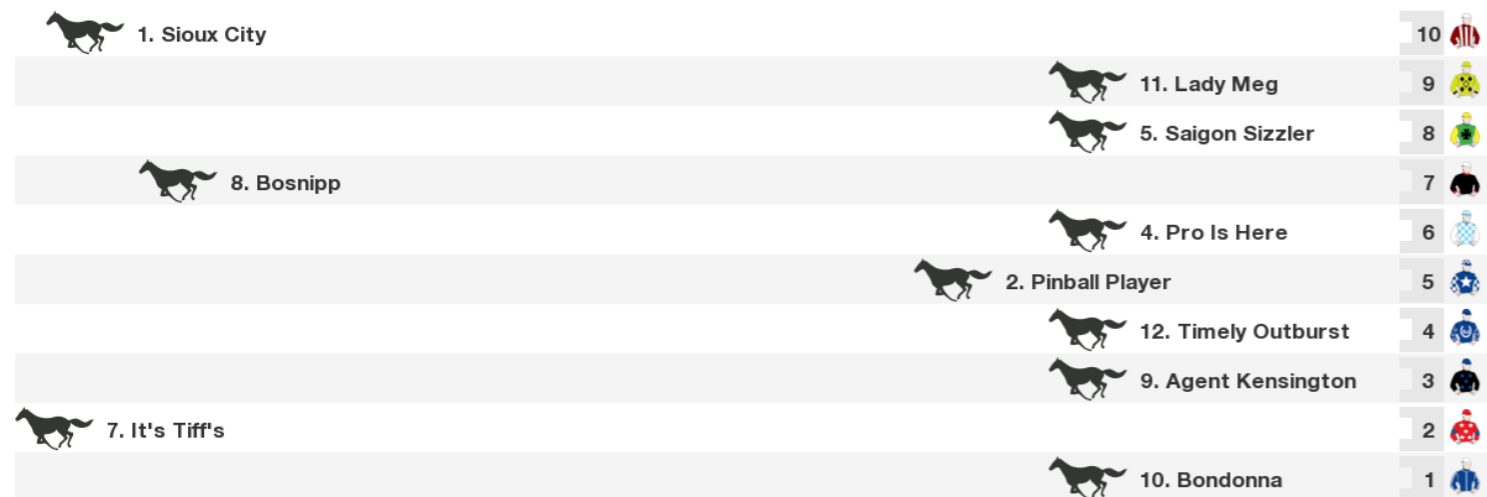 1. Sioux City 10
11. Lady Meg 9
5. Saigon Sizzler 8
8. Bosnipp 7
4. Pro Is Here 6
2. Pinball Player 5
12. Timely Outburst 4
9. Agent Kensington 3
7. It's Tiff's 2
10. Bondonna 1